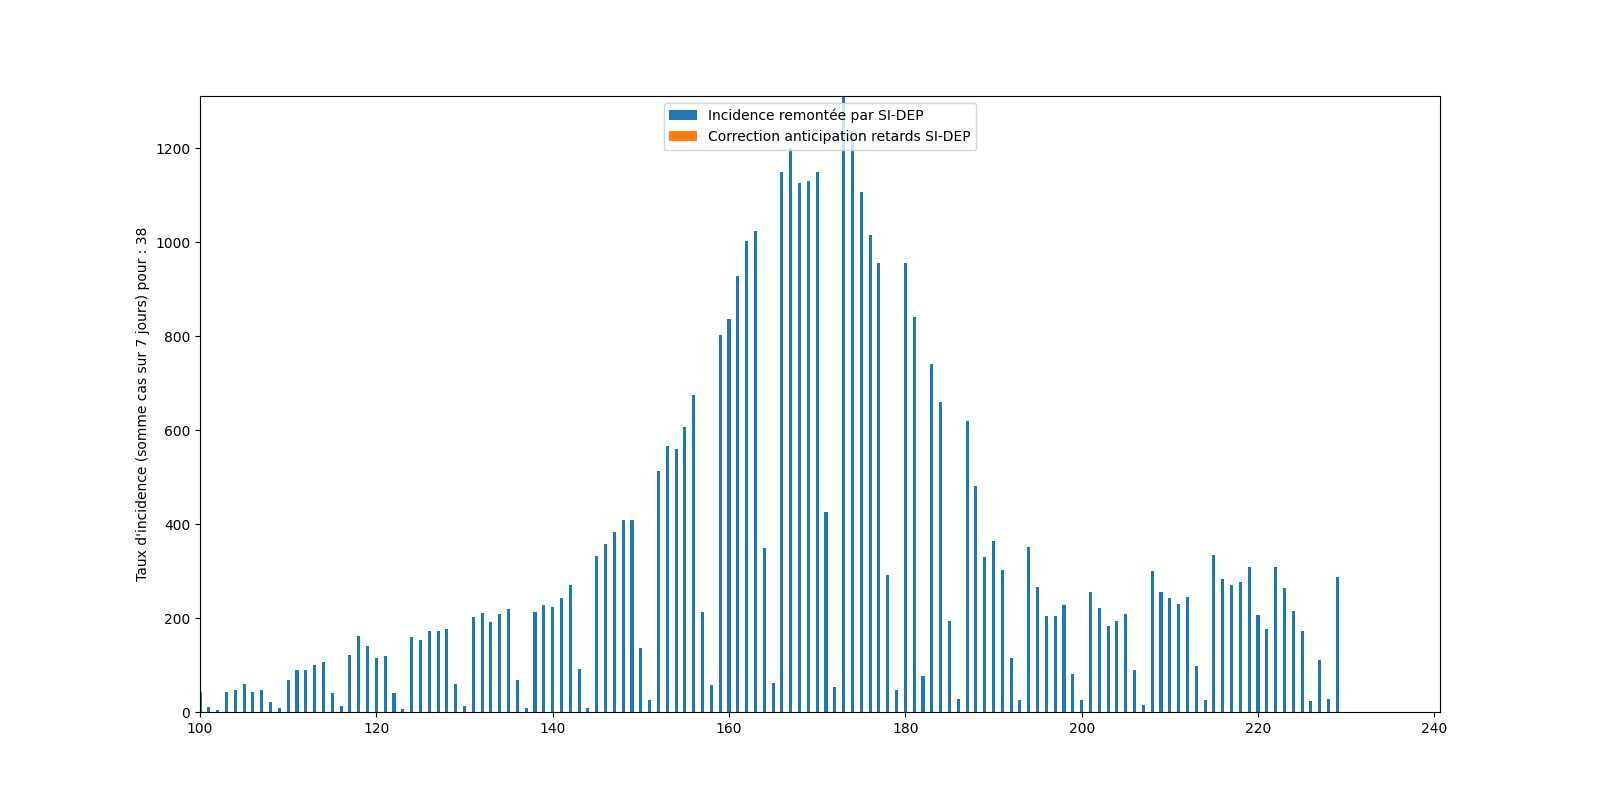 Incidence remontée par SI-DEP
Correction anticipation retards SI-DEP
Taux d'incidence (somme cas sur 7 jours) pour : 38
1200
1000
800
600
400
200
0
100 120 140 160 180 200 220 240